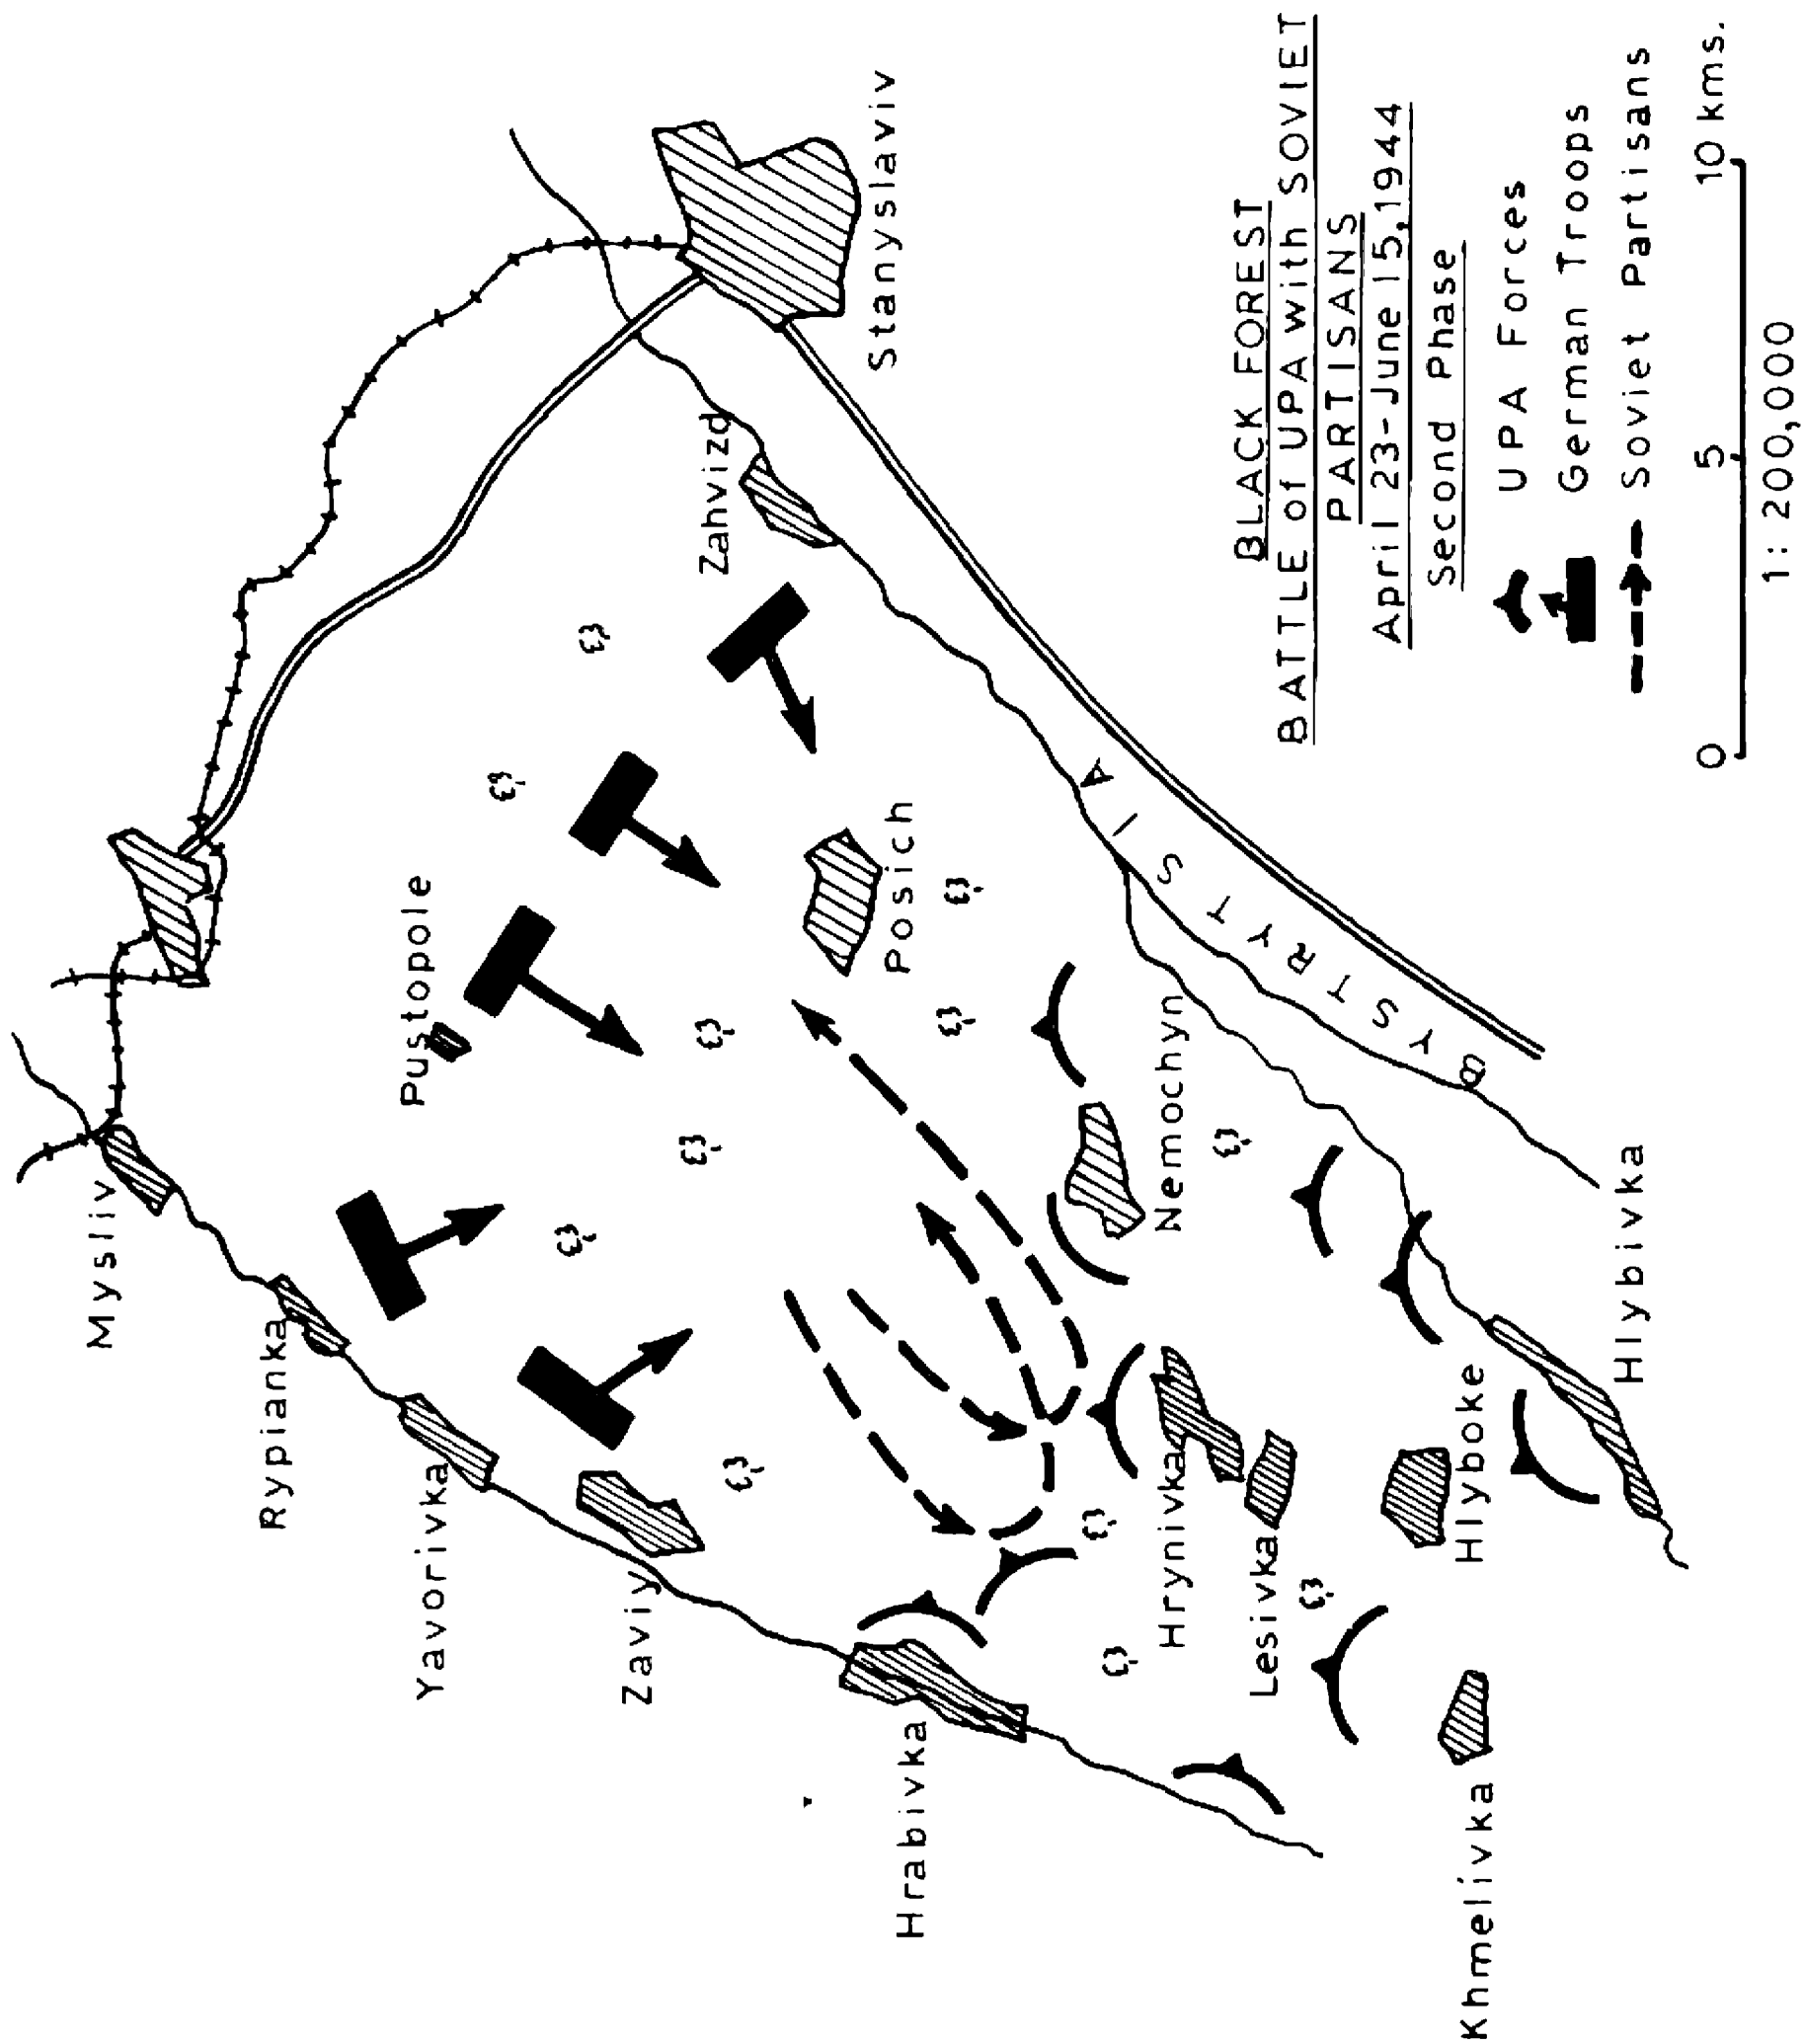 Mysliv
Rypianka
Yavorivka
Zaviy
Hrabivka
Khmelivka
Pustopole
Posich
Zahvizd
Stanyslaviv
Nemochyn
Hrynivka
Lesivka
Hlyboke
Hlybivka
BYSTRYTSIA
BLACK FOREST
BATTLE of UPA with SOVIET
PARTISANS
April 23-June 15,1944
Second Phase
UPA Forces
German Troops
Soviet Partisans
0 5 10 kms.
1: 200,000